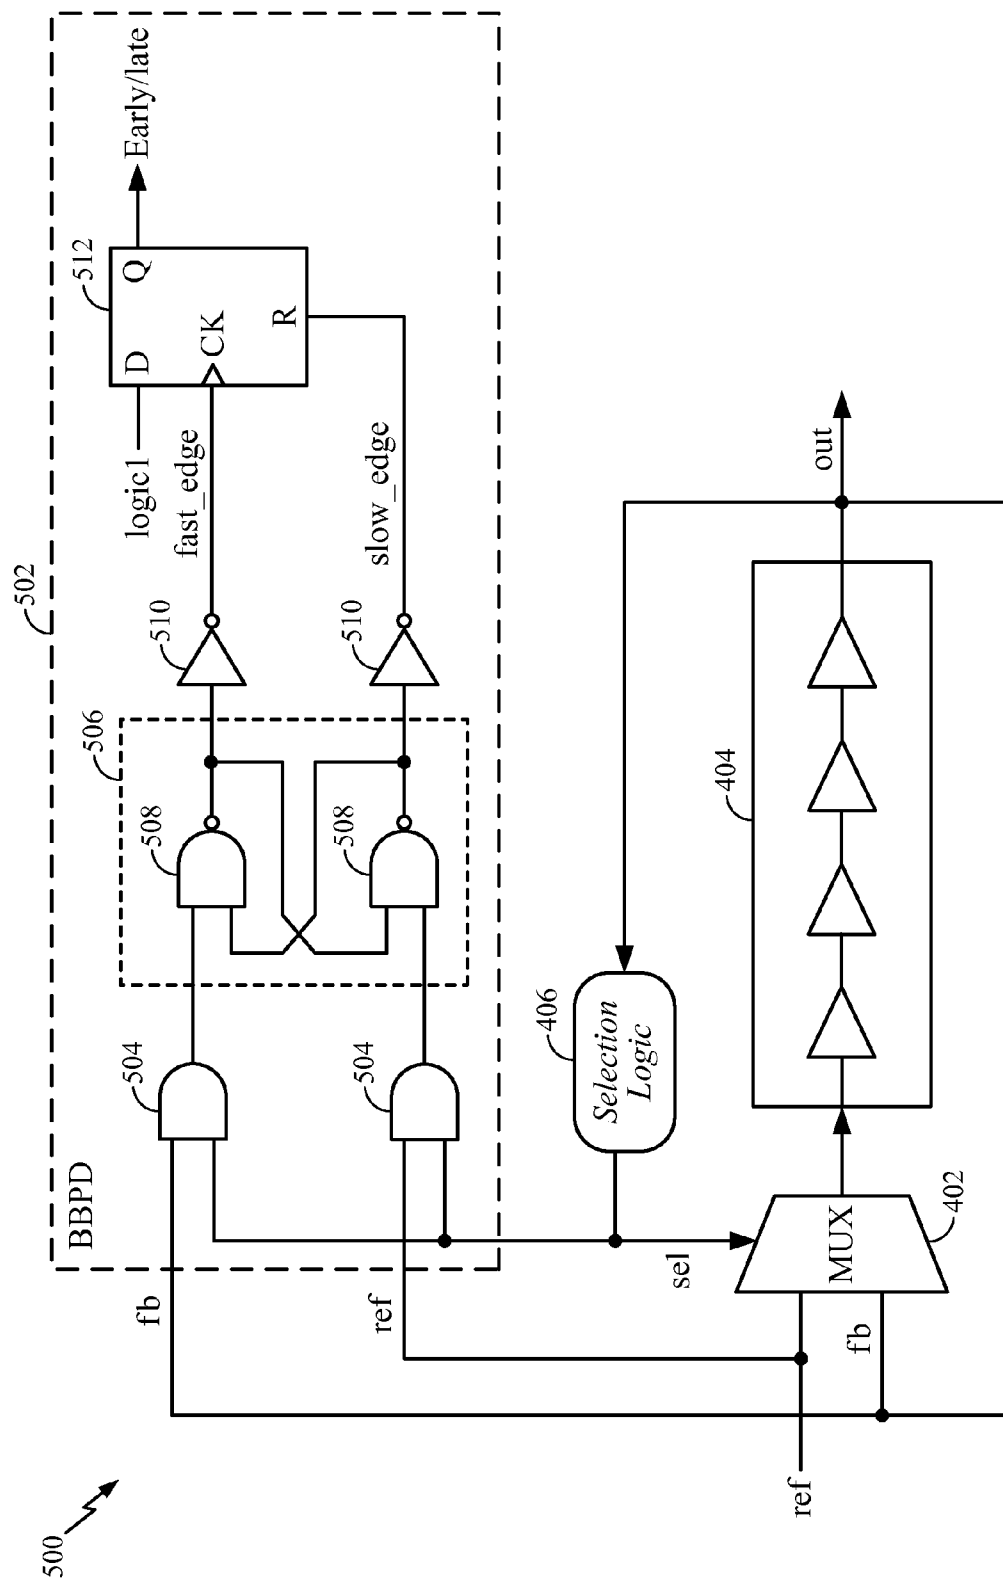 500
502
BBPD
fb
504
506
508
510
fast_edge
logic1
D
Q
CK
R
512
Early/late
ref
504
508
510
slow_edge
406
Selection
Logic
sel
ref
fb
MUX
402
404
out